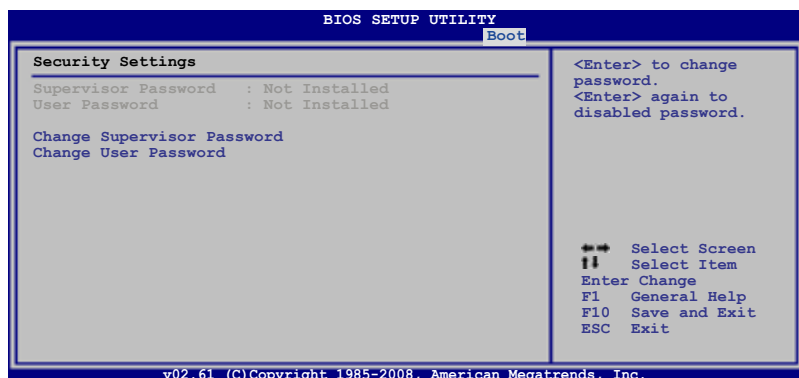 BIOS SETUP UTILITY
Boot
Security Settings
Supervisor Password : Not Installed
User Password : Not Installed
Change Supervisor Password
Change User Password
<Enter> to change
password.
<Enter> again to
disabled password.
Select Screen
Select Item
Enter Change
F1 General Help
F10 Save and Exit
ESC Exit
v02.61 (C)Copyright 1985-2008, American Megatrends, Inc.